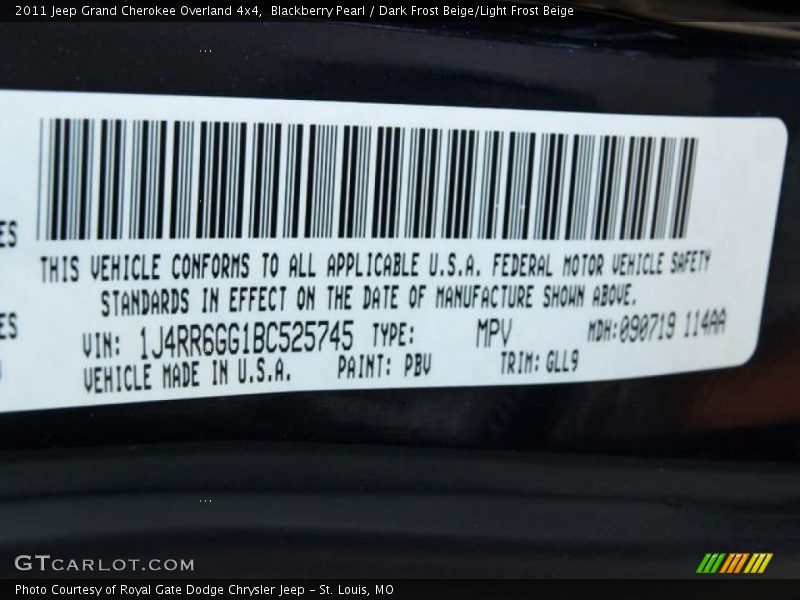 2011 Jeep Grand Cherokee Overland 4x4,  Blackberry Pearl / Dark Frost Beige/Light Frost Beige
ES
THIS VEHICLE CONFORMS TO ALL APPLICABLE U.S.A. FEDERAL MOTOR VEHICLE SAFETY
STANDARDS IN EFFECT ON THE DATE OF MANUFACTURE SHOWN ABOVE.
ES
VIN: 1J4RR6GG1BC525745 TYPE: MPV MDH:090719 114AA
VEHICLE MADE IN U.S.A. PAINT: PBV TRIM: GLL9
GTCARLOT.COM
Photo Courtesy of Royal Gate Dodge Chrysler Jeep - St. Louis, MO